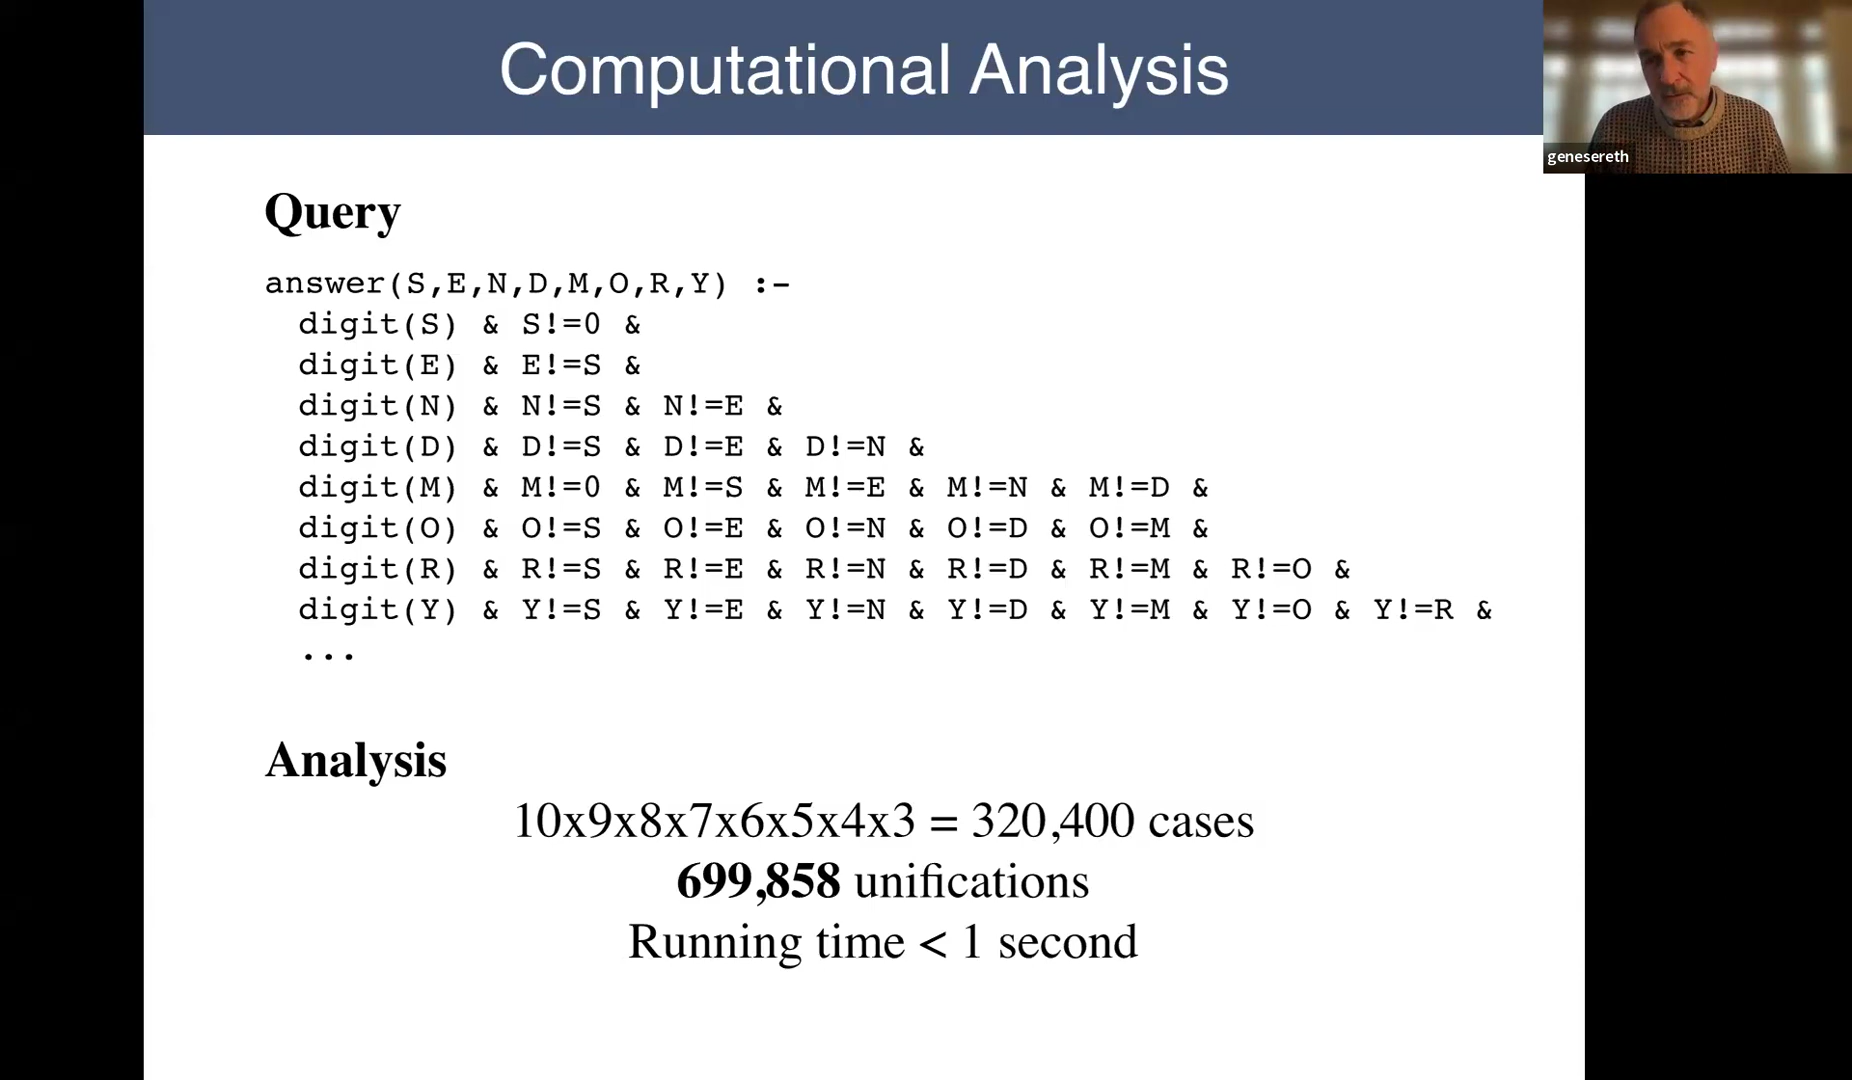 Computational Analysis
genesereth
Query
answer(S,E,N,D,M,O,R,Y) :-
digit(S) & S!=0 &
digit(E) & E!=S &
digit(N) & N!=S & N!=E &
digit(D) & D!=S & D!=E & D!=N &
digit(M) & M!=0 & M!=S & M!=E & M!=N & M!=D &
digit(O) & O!=S & O!=E & O!=N & O!=D & O!=M &
digit(R) & R!=S & R!=E & R!=N & R!=D & R!=M & R!=O &
digit(Y) & Y!=S & Y!=E & Y!=N & Y!=D & Y!=M & Y!=O & Y!=R &
...
Analysis
10x9x8x7x6x5x4x3 = 320,400 cases
699,858 unifications
Running time < 1 second